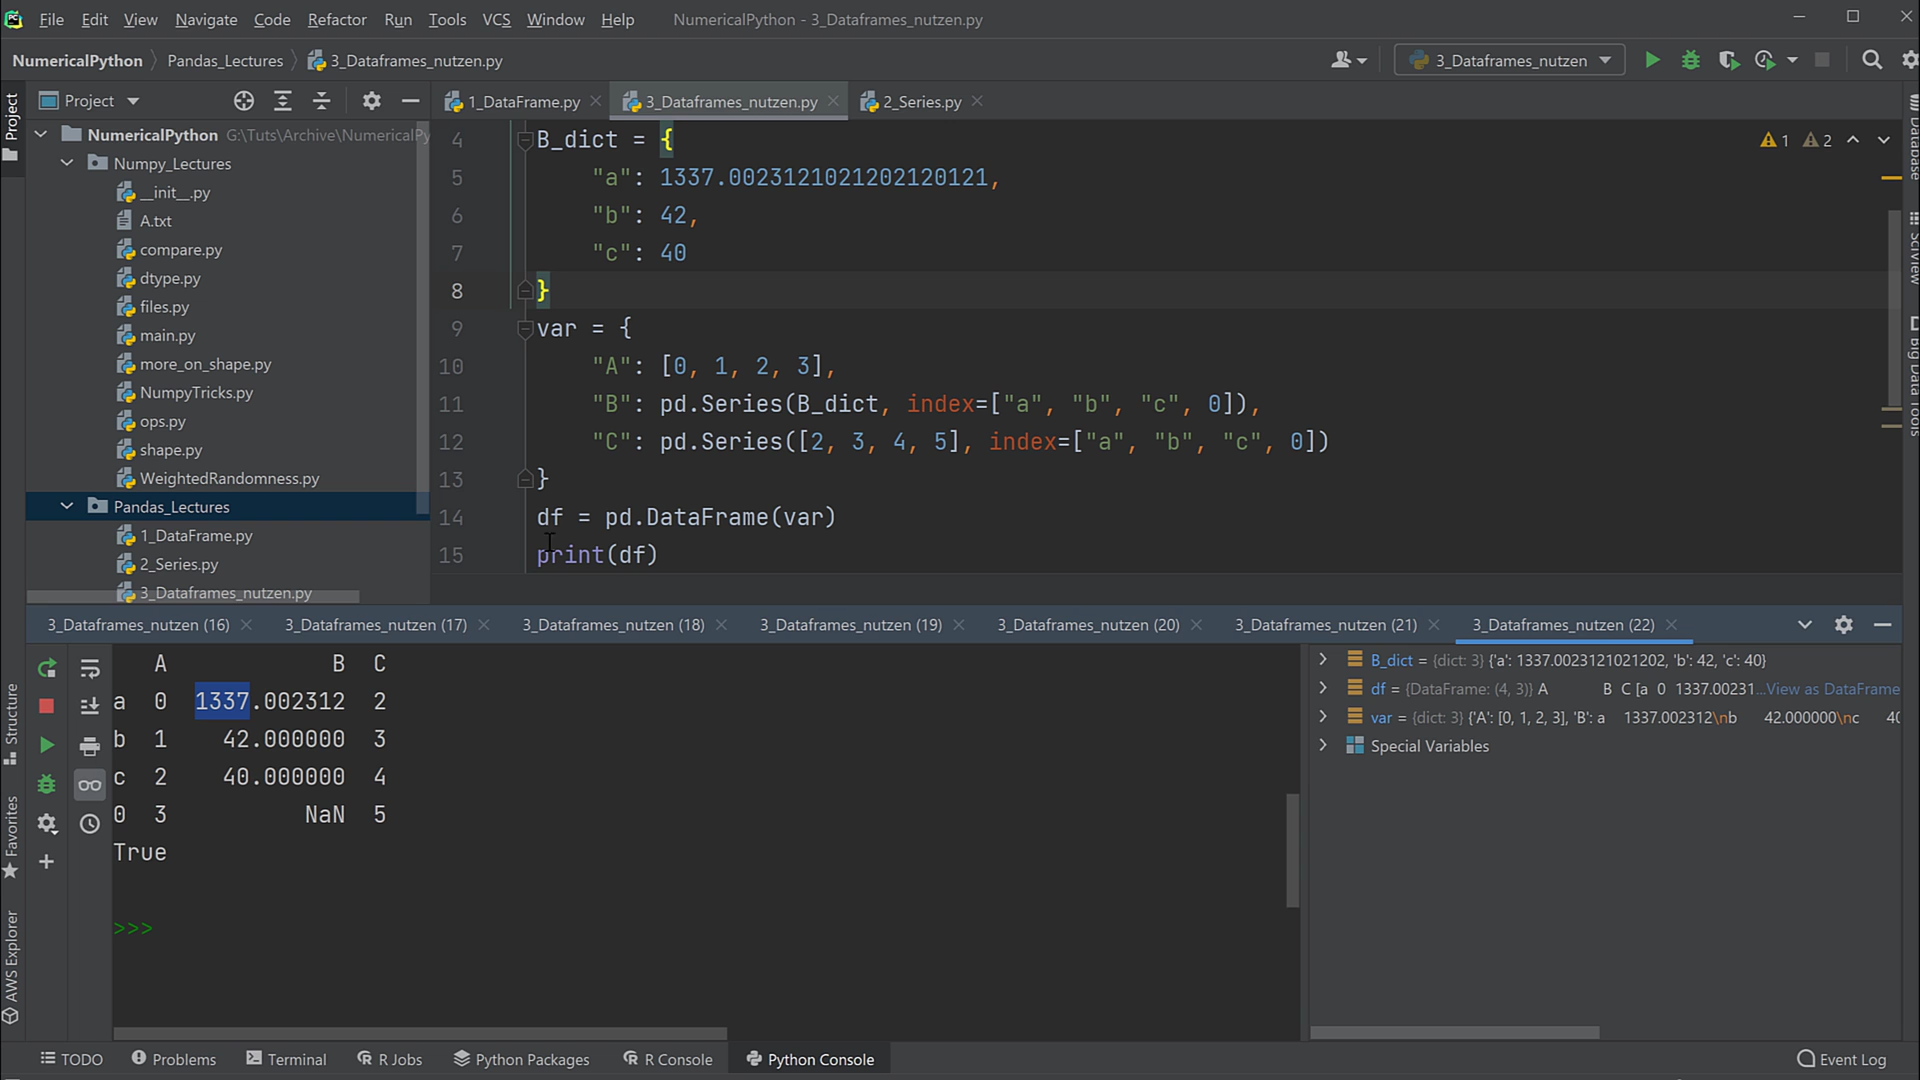 File Edit View Navigate Code Refactor Run Tools VCS Window Help NumericalPython - 3_Dataframes_nutzen.py
NumericalPython Pandas_Lectures 3_Dataframes_nutzen.py 3_Dataframes_nutzen
Project 1_DataFrame.py 3_Dataframes_nutzen.py 2_Series.py
Project
Structure
Favorites
AWS Explorer
NumericalPython G:\Tuts\Archive\NumericalPy
Numpy_Lectures
__init__.py
A.txt
compare.py
dtype.py
files.py
main.py
more_on_shape.py
NumpyTricks.py
ops.py
shape.py
WeightedRandomness.py
Pandas_Lectures
1_DataFrame.py
2_Series.py
3_Dataframes_nutzen.py
4 B_dict = {
5 "a": 1337.0023121021202120121,
6 "b": 42,
7 "c": 40
8 }
9 var = {
10 "A": [0, 1, 2, 3],
11 "B": pd.Series(B_dict, index=["a", "b", "c", 0]),
12 "C": pd.Series([2, 3, 4, 5], index=["a", "b", "c", 0])
13 }
14 df = pd.DataFrame(var)
15 print(df)
1 2
Database
SciView
Big Data Tools
3_Dataframes_nutzen (16) 3_Dataframes_nutzen (17) 3_Dataframes_nutzen (18) 3_Dataframes_nutzen (19) 3_Dataframes_nutzen (20) 3_Dataframes_nutzen (21) 3_Dataframes_nutzen (22)
A B C
a 0 1337.002312 2
b 1 42.000000 3
c 2 40.000000 4
0 3 NaN 5
True
>>>
B_dict = {dict: 3} {'a': 1337.0023121021202, 'b': 42, 'c': 40}
df = {DataFrame: (4, 3)} A B C [a 0 1337.00231...View as DataFrame
var = {dict: 3} {'A': [0, 1, 2, 3], 'B': a 1337.002312\nb 42.000000\nc 40
Special Variables
TODO Problems Terminal R Jobs Python Packages R Console Python Console Event Log